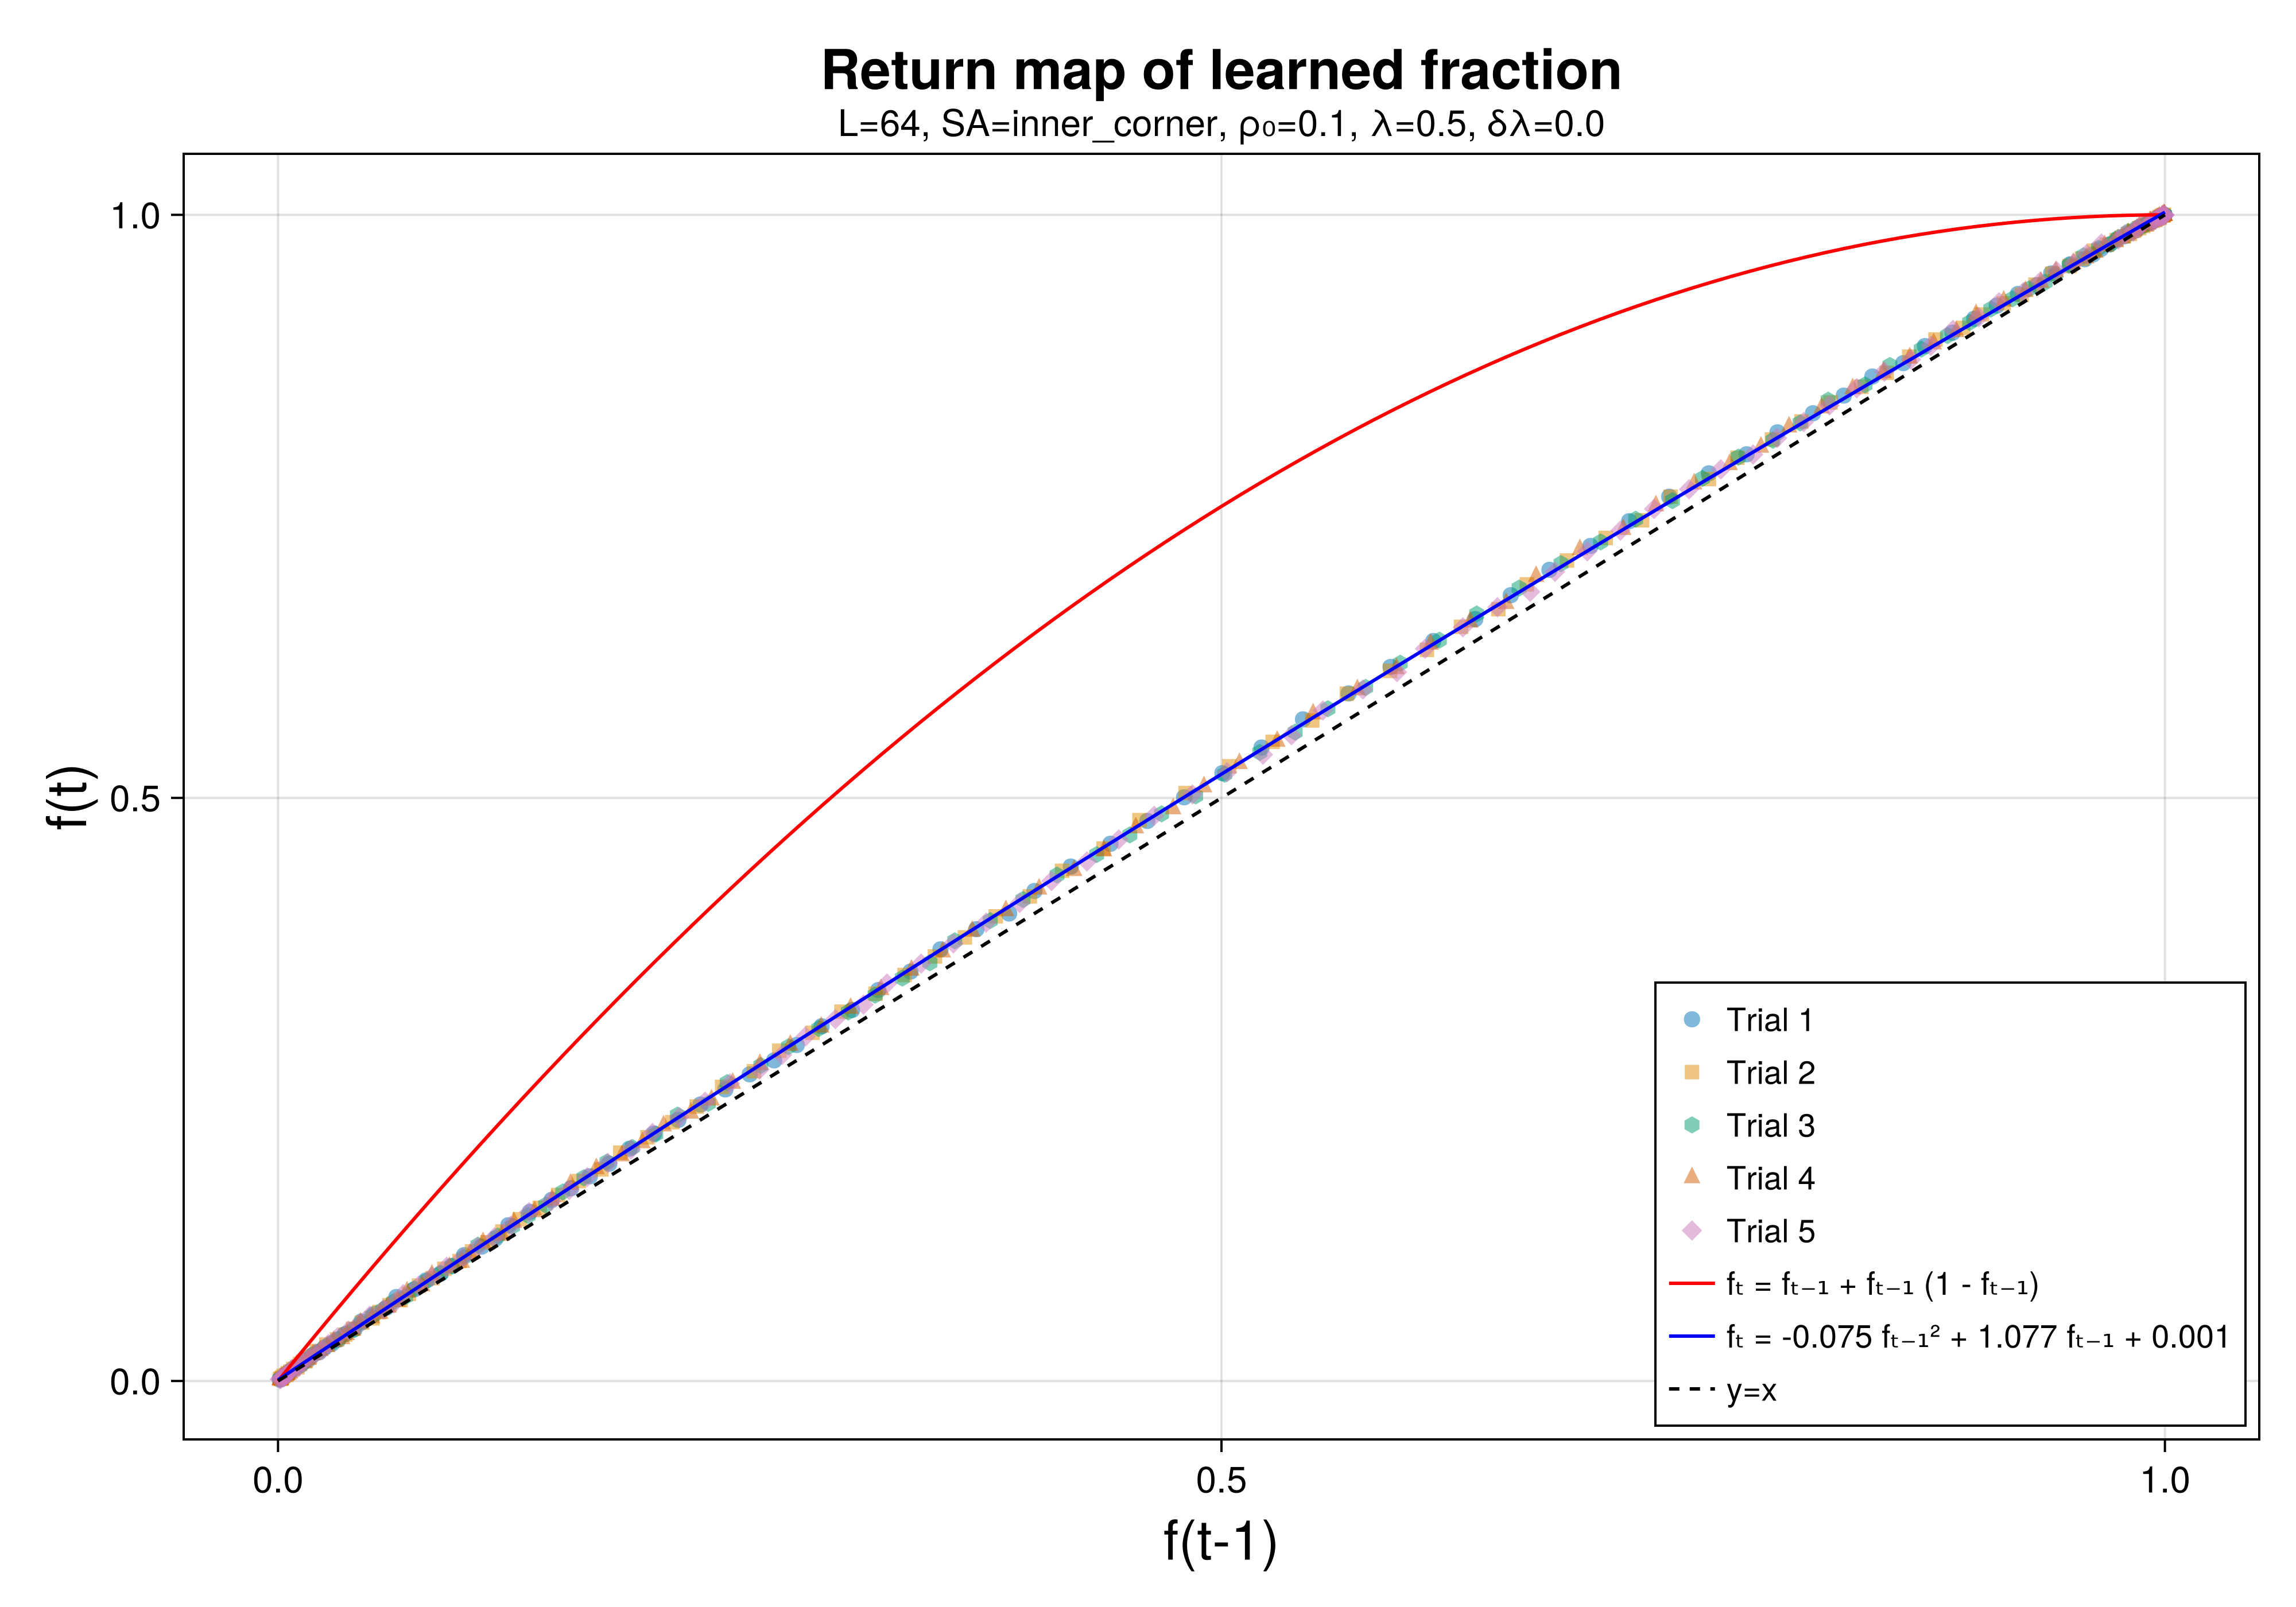 Return map of learned fraction
L=64, SA=inner_corner, ρ₀=0.1, λ=0.5, δλ=0.0
1.0
0.5
0.0
f(t)
0.0
0.5
1.0
f(t-1)
Trial 1
Trial 2
Trial 3
Trial 4
Trial 5
fₜ = fₜ₋₁ + fₜ₋₁ (1 - fₜ₋₁)
fₜ = -0.075 fₜ₋₁² + 1.077 fₜ₋₁ + 0.001
y=x